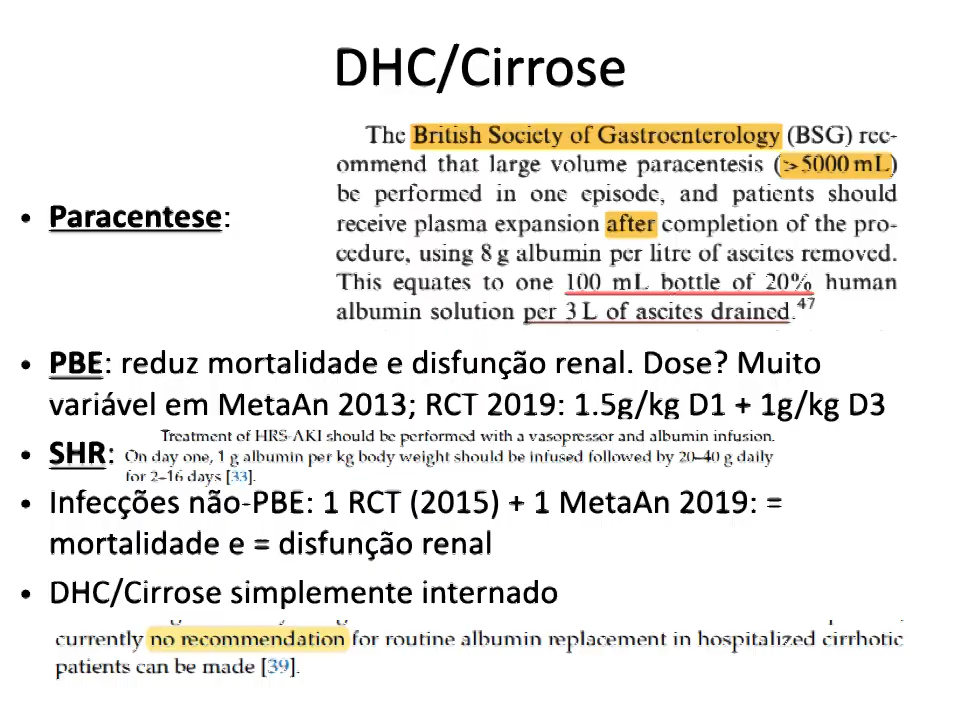 DHC/Cirrose
The British Society of Gastroenterology (BSG) rec-
ommend that large volume paracentesis (>5000 mL)
be performed in one episode, and patients should
receive plasma expansion after completion of the pro-
cedure, using 8 g albumin per litre of ascites removed.
This equates to one 100 mL bottle of 20% human
albumin solution per 3 L of ascites drained.47
• Paracentese:
• PBE: reduz mortalidade e disfunção renal. Dose? Muito
variável em MetaAn 2013; RCT 2019: 1.5g/kg D1 + 1g/kg D3
• SHR:
Treatment of HRS-AKI should be performed with a vasopressor and albumin infusion.
On day one, 1 g albumin per kg body weight should be infused followed by 20–40 g daily
for 2–16 days [33].
• Infecções não-PBE: 1 RCT (2015) + 1 MetaAn 2019: =
mortalidade e = disfunção renal
• DHC/Cirrose simplemente internado
currently no recommendation for routine albumin replacement in hospitalized cirrhotic
patients can be made [39].